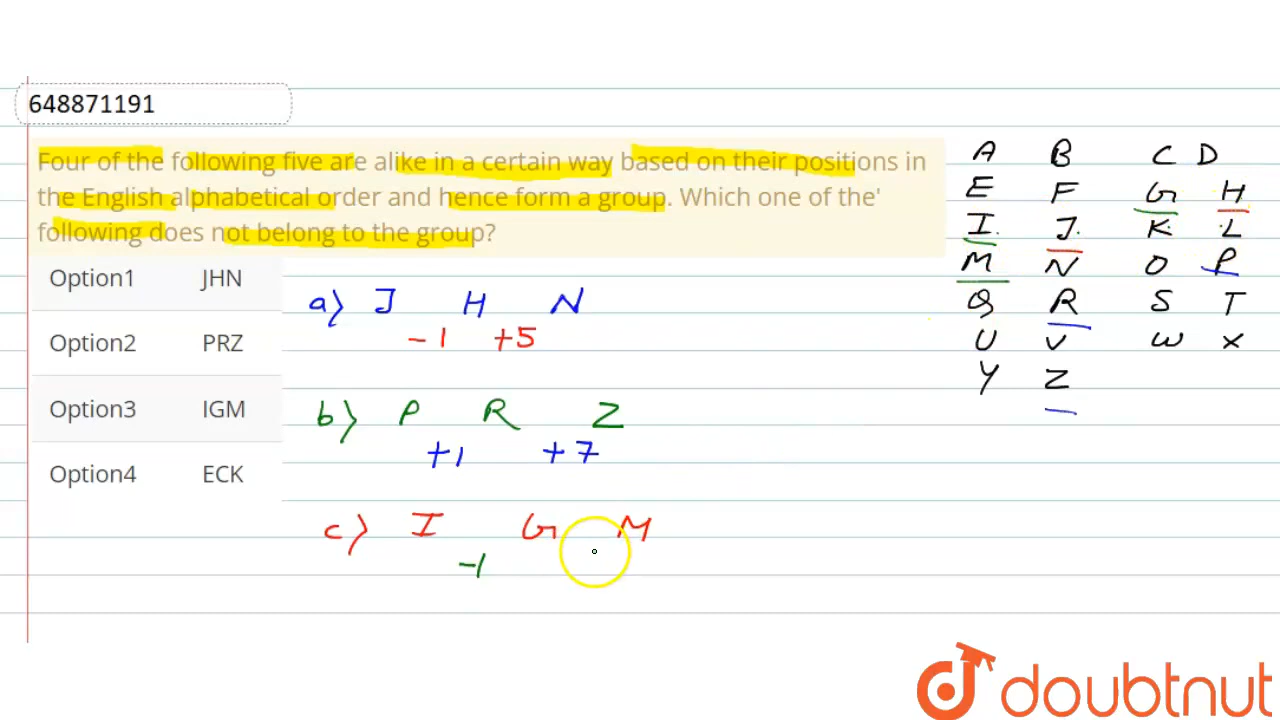 648871191
Four of the following five are alike in a certain way based on their positions in
the English alphabetical order and hence form a group. Which one of the'
following does not belong to the group?
Option1 JHN
Option2 PRZ
Option3 IGM
Option4 ECK
a) J H N
-1 +5
b) P R Z
+1 +7
c) I G M
-1
A B C D
E F G H
I. J. K. L
M N O P
Q R S T
U V W X
Y Z
doubtnut